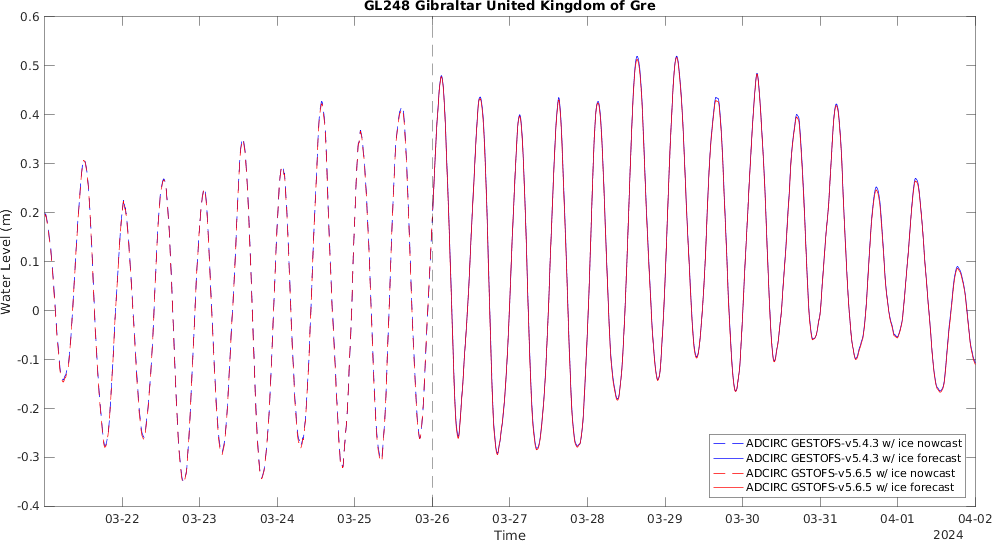 GL248 Gibraltar United Kingdom of Gre
0.6
0.5
0.4
0.3
0.2
0.1
0
-0.1
-0.2
-0.3
-0.4
Water Level (m)
ADCIRC GESTOFS-v5.4.3 w/ ice nowcast
ADCIRC GESTOFS-v5.4.3 w/ ice forecast
ADCIRC GSTOFS-v5.6.5 w/ ice nowcast
ADCIRC GSTOFS-v5.6.5 w/ ice forecast
03-22 03-23 03-24 03-25 03-26 03-27 03-28 03-29 03-30 03-31 04-01 04-02
Time
2024